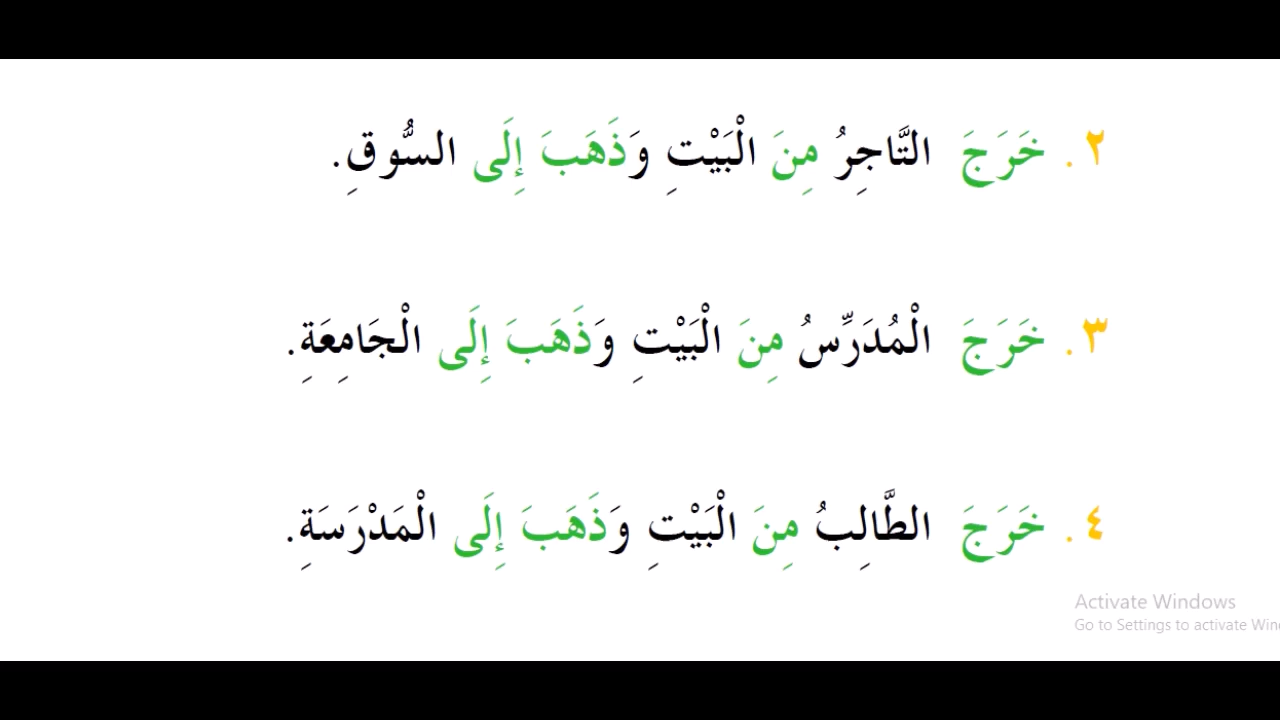 ٢. خَرَجَ التَّاجِرُ مِنَ الْبَيْتِ وَذَهَبَ إِلَى السُّوقِ.
٣. خَرَجَ الْمُدَرِّسُ مِنَ الْبَيْتِ وَذَهَبَ إِلَى الْجَامِعَةِ.
٤. خَرَجَ الطَّالِبُ مِنَ الْبَيْتِ وَذَهَبَ إِلَى الْمَدْرَسَةِ.
Activate Windows
Go to Settings to activate Win